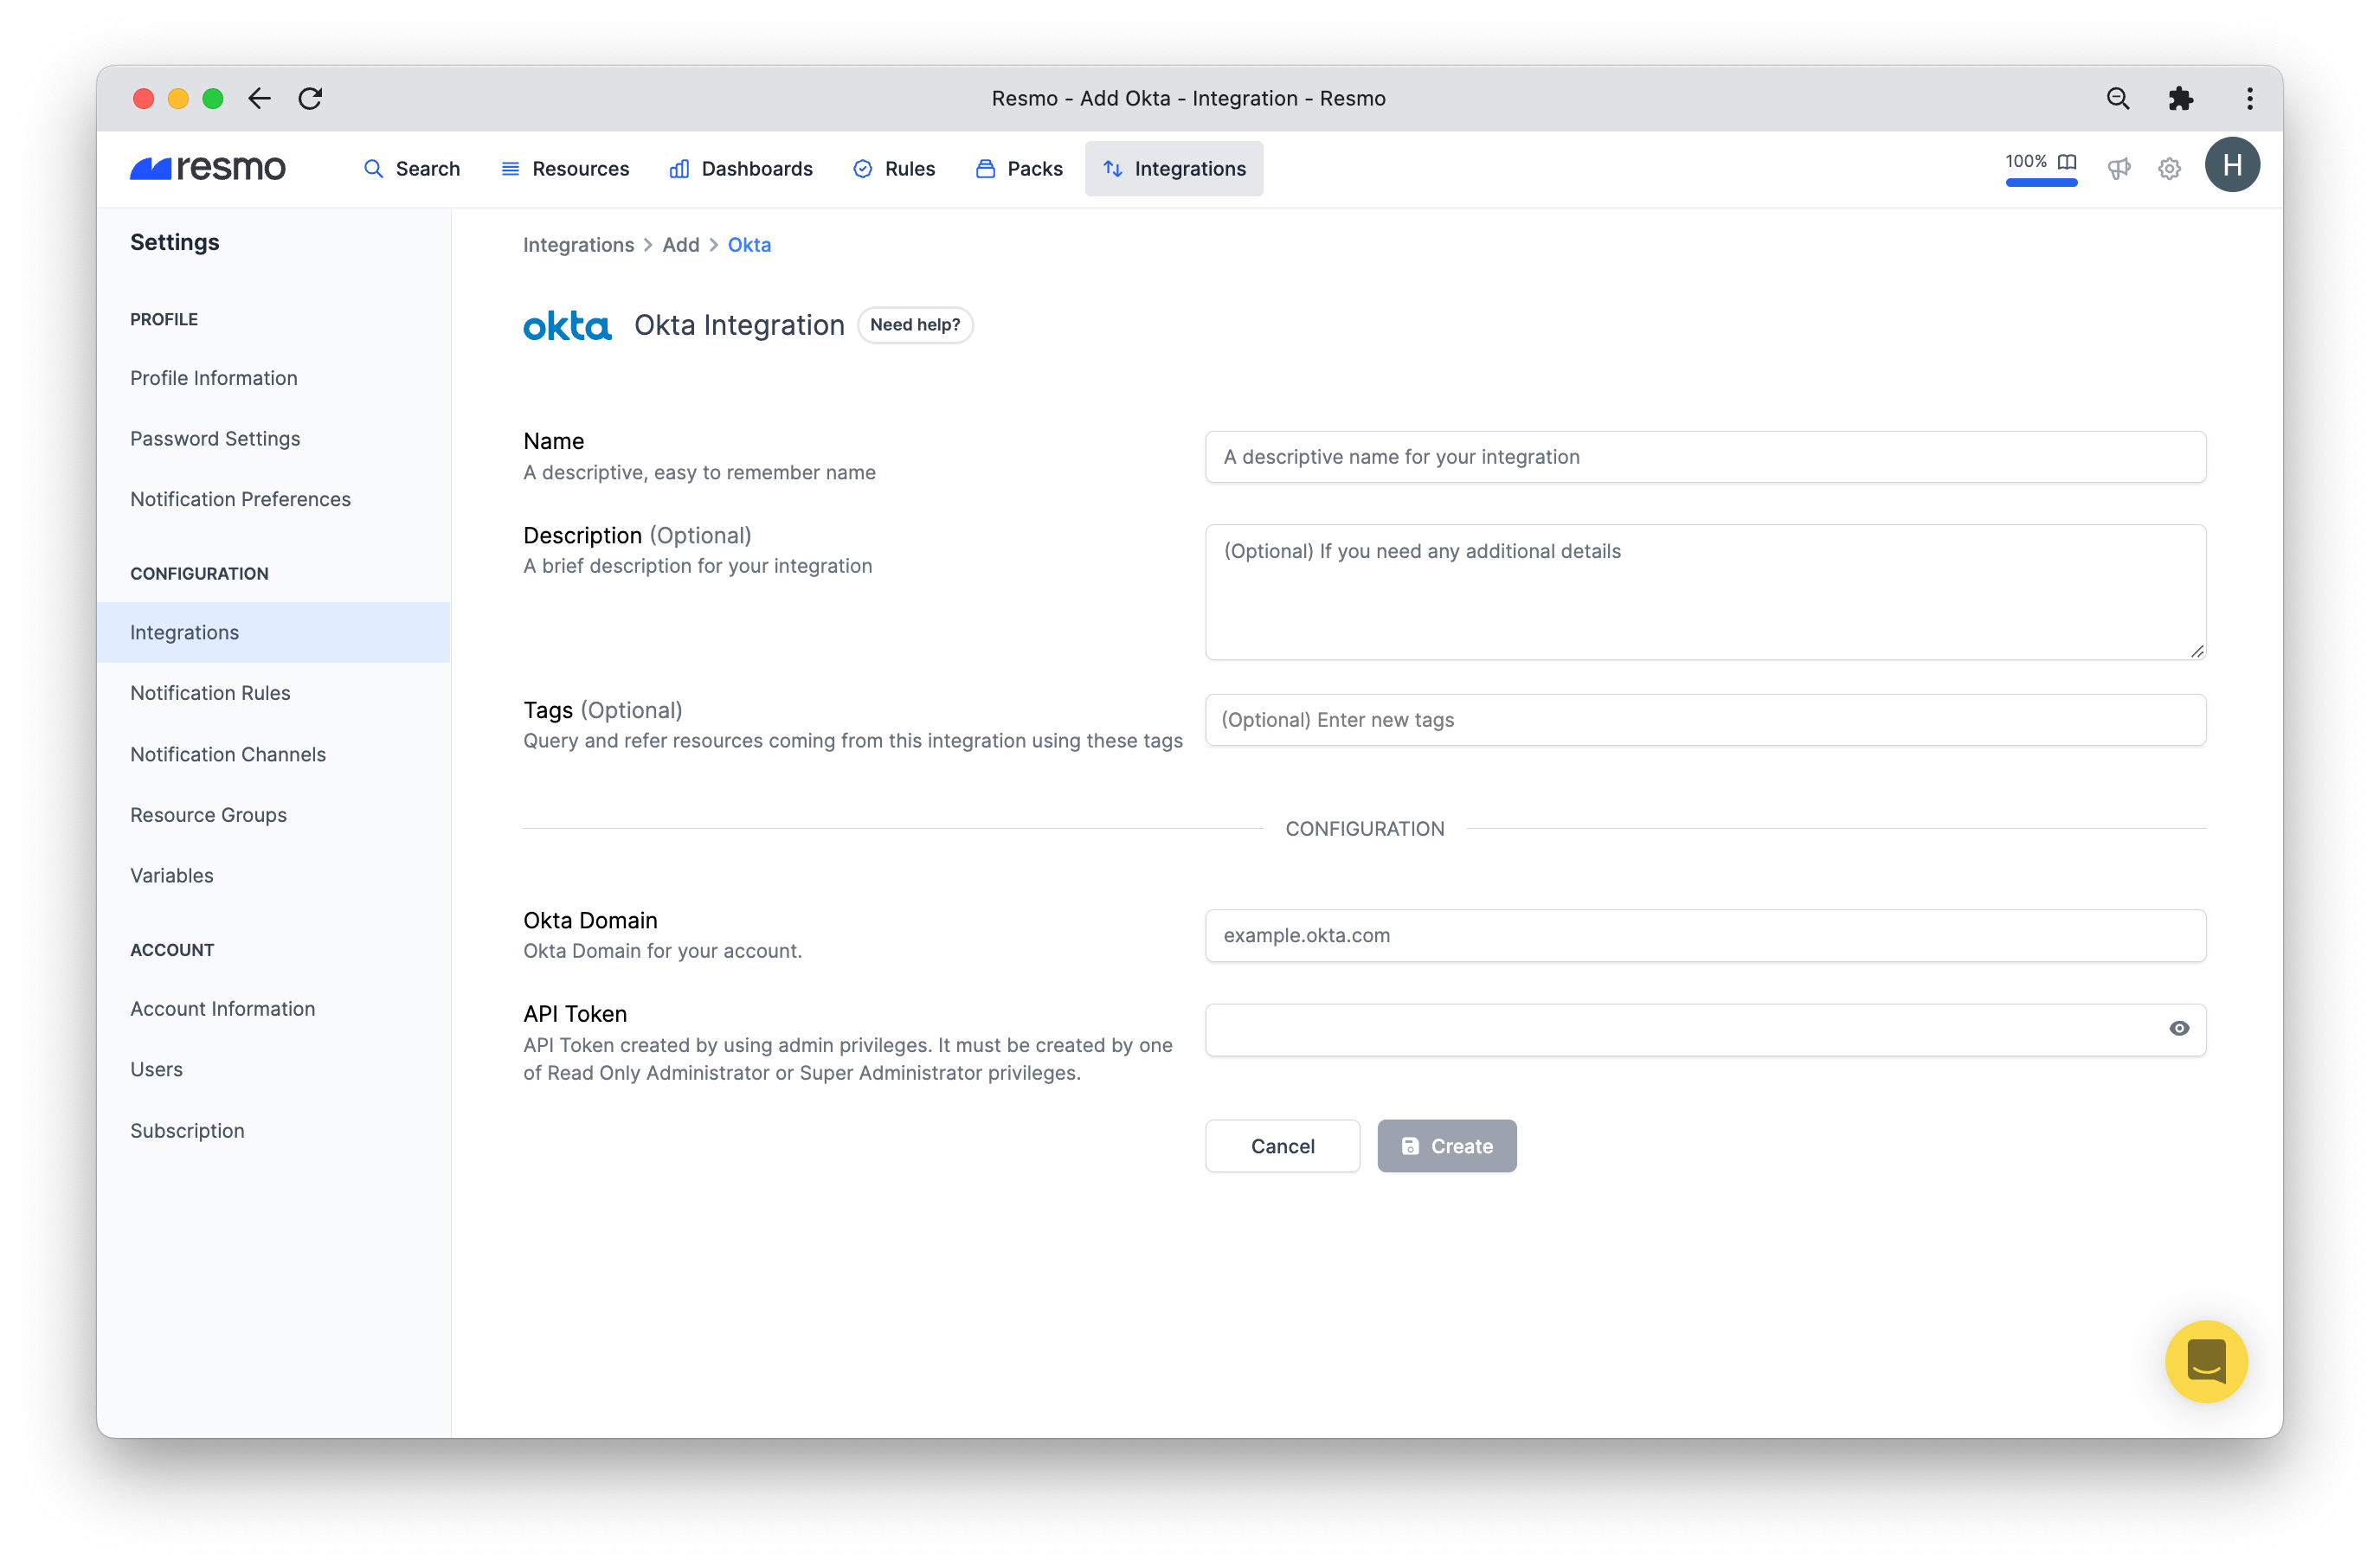 Resmo - Add Okta - Integration - Resmo
resmo
Search
Resources
Dashboards
Rules
Packs
Integrations
100%
H
Settings
PROFILE
Profile Information
Password Settings
Notification Preferences
CONFIGURATION
Integrations
Notification Rules
Notification Channels
Resource Groups
Variables
ACCOUNT
Account Information
Users
Subscription
Integrations > Add > Okta
okta Okta Integration Need help?
Name
A descriptive, easy to remember name
A descriptive name for your integration
Description (Optional)
A brief description for your integration
(Optional) If you need any additional details
Tags (Optional)
Query and refer resources coming from this integration using these tags
(Optional) Enter new tags
CONFIGURATION
Okta Domain
Okta Domain for your account.
example.okta.com
API Token
API Token created by using admin privileges. It must be created by one
of Read Only Administrator or Super Administrator privileges.
Cancel
Create